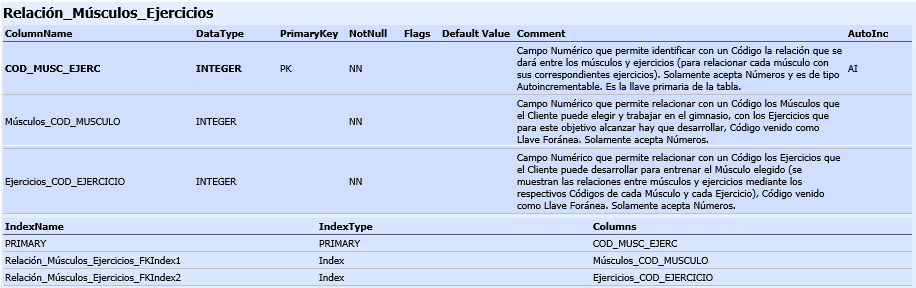 Relación_Músculos_Ejercicios
ColumnName DataType PrimaryKey NotNull Flags Default Value Comment AutoInc
Campo Numérico que permite identificar con un Código la relación que se
dará entre los músculos y ejercicios (para relacionar cada músculo con
COD_MUSC_EJERC INTEGER PK NN sus correspondientes ejercicios). Solamente acepta Números y es de tipo AI
Autoincrementable. Es la llave primaria de la tabla.
Campo Numérico que permite relacionar con un Código los Músculos que
el Cliente puede elegir y trabajar en el gimnasio, con los Ejercicios que
Músculos_COD_MUSCULO INTEGER NN para este objetivo alcanzar hay que desarrollar, Código venido como
Llave Foránea. Solamente acepta Números.
Campo Numérico que permite relacionar con un Código los Ejercicios que
el Cliente puede desarrollar para entrenar el Músculo elegido (se
Ejercicios_COD_EJERCICIO INTEGER NN muestran las relaciones entre músculos y ejercicios mediante los
respectivos Códigos de cada Músculo y cada Ejercicio), Código venido
como Llave Foránea. Solamente acepta Números.
IndexName IndexType Columns
PRIMARY PRIMARY COD_MUSC_EJERC
Relación_Músculos_Ejercicios_FKIndex1 Index Músculos_COD_MUSCULO
Relación_Músculos_Ejercicios_FKIndex2 Index Ejercicios_COD_EJERCICIO